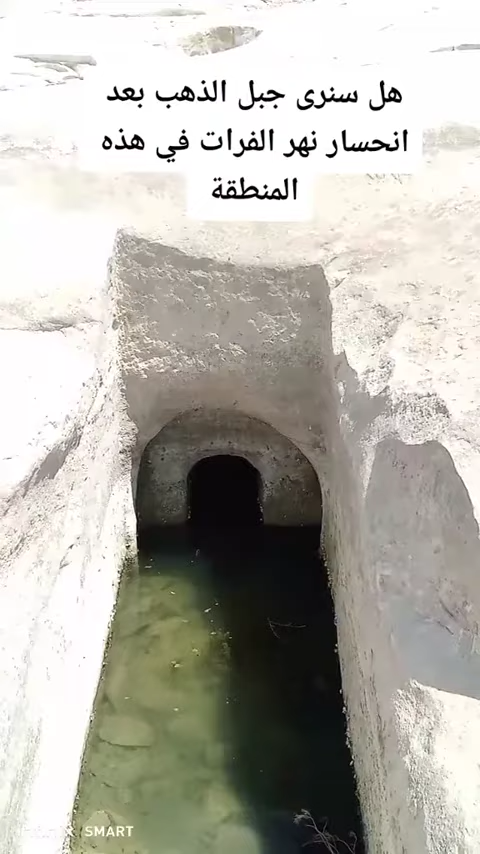 هل سنرى جبل الذهب بعد
انحسار نهر الفرات في هذه
المنطقة
SMART